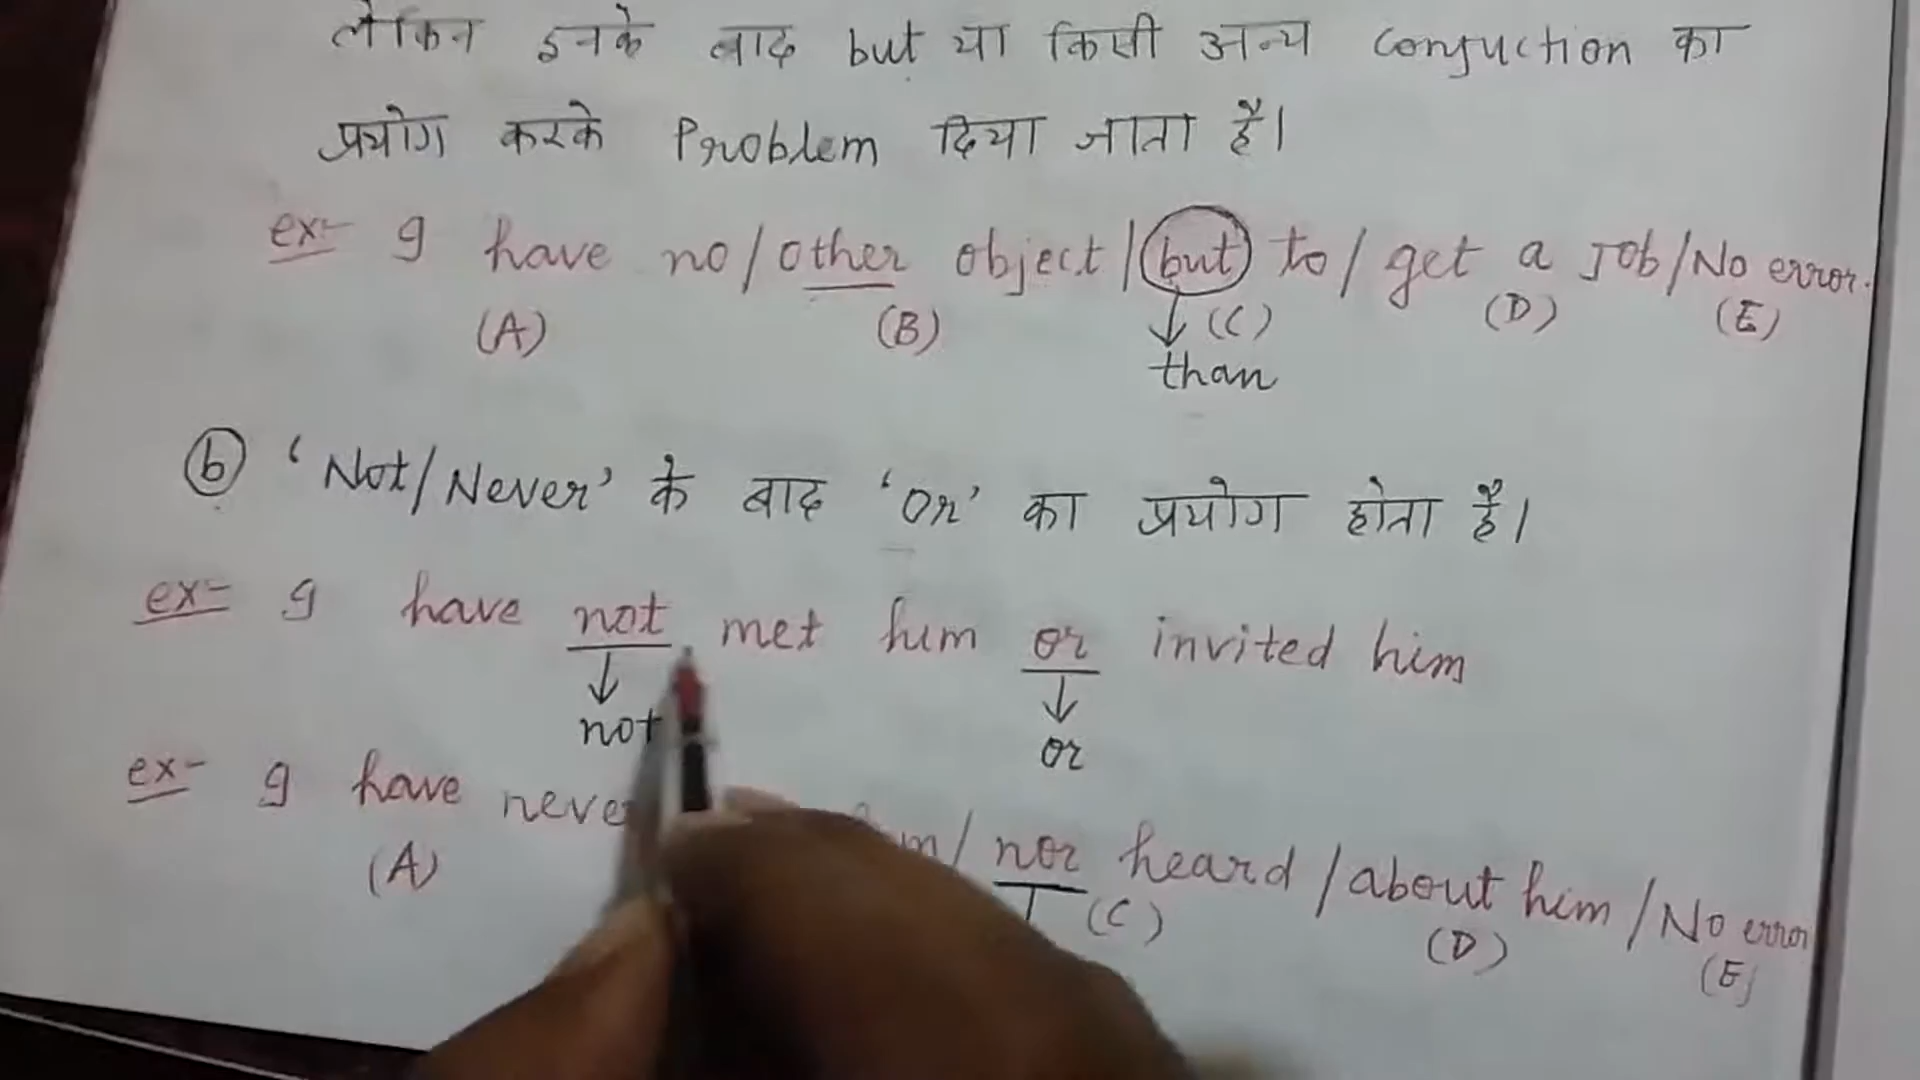 लेकिन इनके बाद but या किसी अन्य Conjuction का
प्रयोग करके Problem दिया जाता है।
ex- I have no/other object/but to/get a Job/No error.
(A) (B) (C) (D) (E)
than
(b) 'Not/Never' के बाद 'Or' का प्रयोग होता है।
ex- I have not met him or invited him
not or
ex- I have / nor heard /about him /No error
(A) (C) (D) (E)